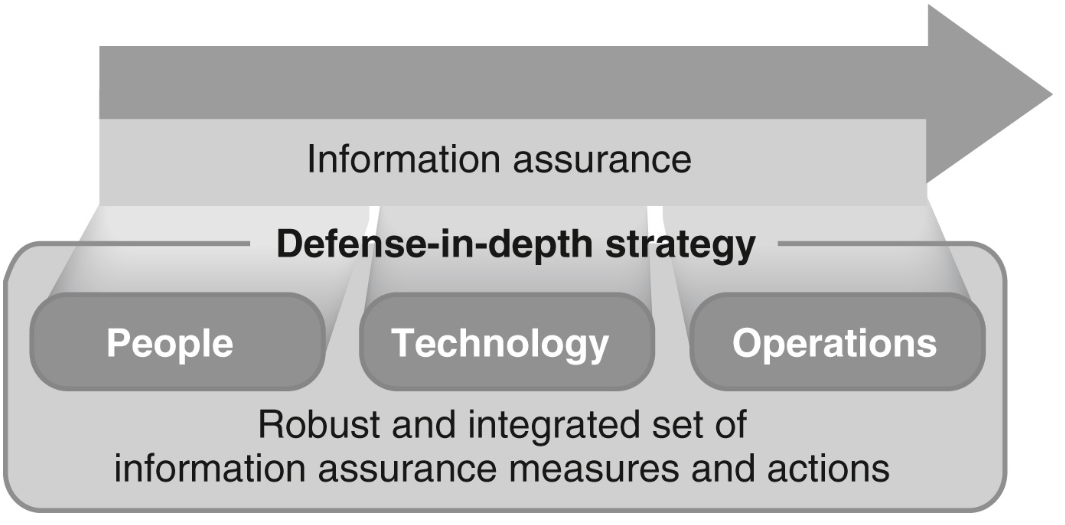 Information assurance
Defense-in-depth strategy
People
Technology
Operations
Robust and integrated set of
information assurance measures and actions